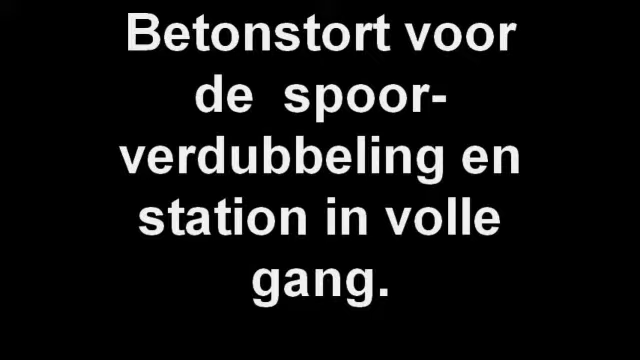 Betonstort voor
de  spoor-
verdubbeling en
station in volle
gang.